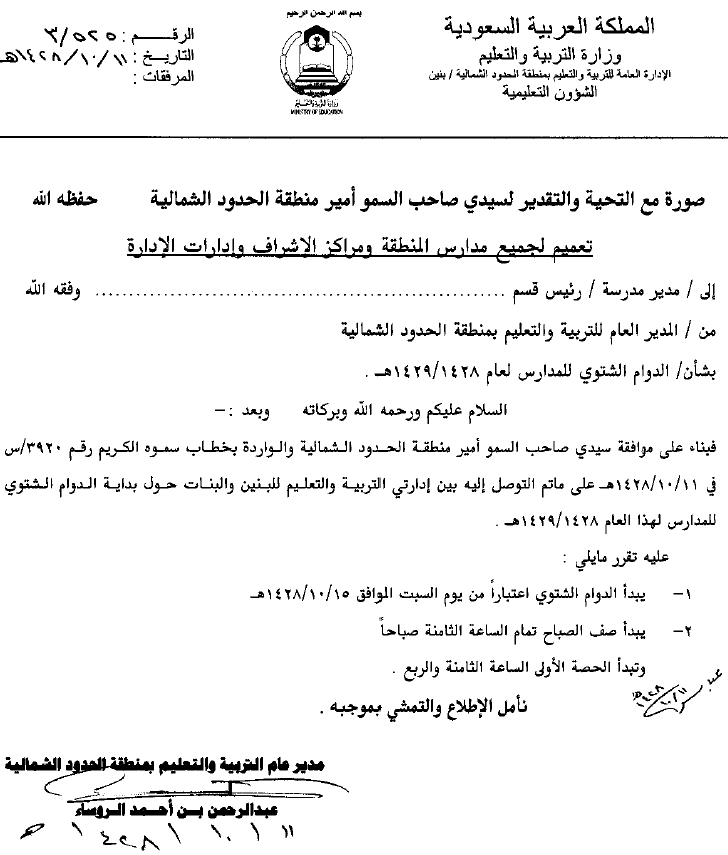 المملكة العربية السعودية
وزارة التربية والتعليم
الإدارة العامة للتربية والتعليم بمنطقة الحدود الشمالية / بنين
الشؤون التعليمية
بسم الله الرحمن الرحيم
وزارة التربية والتعليم
MINISTRY OF EDUCATION
الرقم : ٣/٥٢٥
التاريخ : ١٤٢٨/١٠/١١هـ
المرفقات :
صورة مع التحية والتقدير لسيدي صاحب السمو أمير منطقة الحدود الشمالية حفظه الله
تعميم لجميع مدارس المنطقة ومراكز الإشراف وإدارات الإدارة
إلى / مدير مدرسة / رئيس قسم ........................................................ وفقه الله
من / المدير العام للتربية والتعليم بمنطقة الحدود الشمالية
بشأن/ الدوام الشتوي للمدارس لعام ١٤٢٩/١٤٢٨هـ .
السلام عليكم ورحمه الله وبركاته وبعد :-
فبناء على موافقة سيدي صاحب السمو أمير منطقة الحدود الشمالية والواردة بخطاب سموه الكريم رقم ٣٩٢٠/س
في ١٤٢٨/١٠/١١هـ على ماتم التوصل إليه بين إدارتي التربية والتعليم للبنين والبنات حول بداية الدوام الشتوي
للمدارس لهذا العام ١٤٢٩/١٤٢٨هـ .
عليه تقرر مايلي :
١- يبدأ الدوام الشتوي اعتباراً من يوم السبت الموافق ١٤٢٨/١٠/١٥هـ
٢- يبدأ صف الصباح تمام الساعة الثامنة صباحاً
وتبدأ الحصة الأولى الساعة الثامنة والربع .
نأمل الإطلاع والتمشي بموجبه .
١٠/١١
١٤٢٨هـ
مدير عام التربية والتعليم بمنطقة الحدود الشمالية
عبدالرحمن بن أحمد الروساء
١١ / ١٠ / ١٤٢٨ هـ